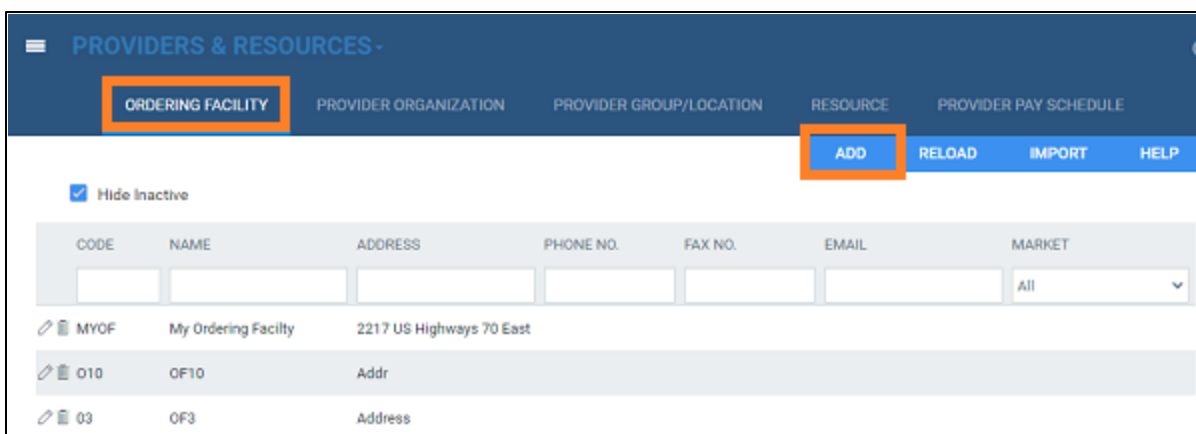 PROVIDERS & RESOURCES
ORDERING FACILITY PROVIDER ORGANIZATION PROVIDER GROUP/LOCATION RESOURCE PROVIDER PAY SCHEDULE
ADD RELOAD IMPORT HELP
Hide Inactive
CODE NAME ADDRESS PHONE NO. FAX NO. EMAIL MARKET
All
MYOF My Ordering Facilty 2217 US Highways 70 East
O10 OF10 Addr
03 OF3 Address